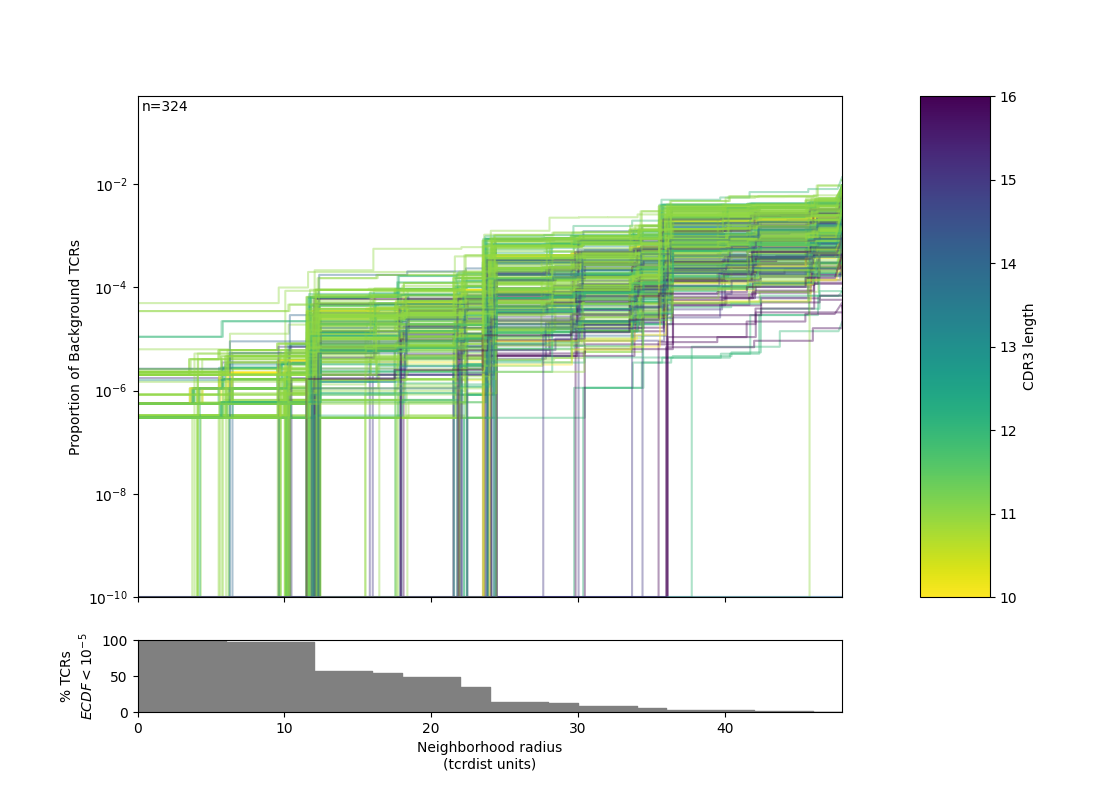 n=324
Proportion of Background TCRs
10⁻²
10⁻⁴
10⁻⁶
10⁻⁸
10⁻¹⁰
16
15
14
13
12
11
10
CDR3 length
% TCRs
ECDF < 10⁻⁵
100
50
0
0 10 20 30 40
Neighborhood radius
(tcrdist units)